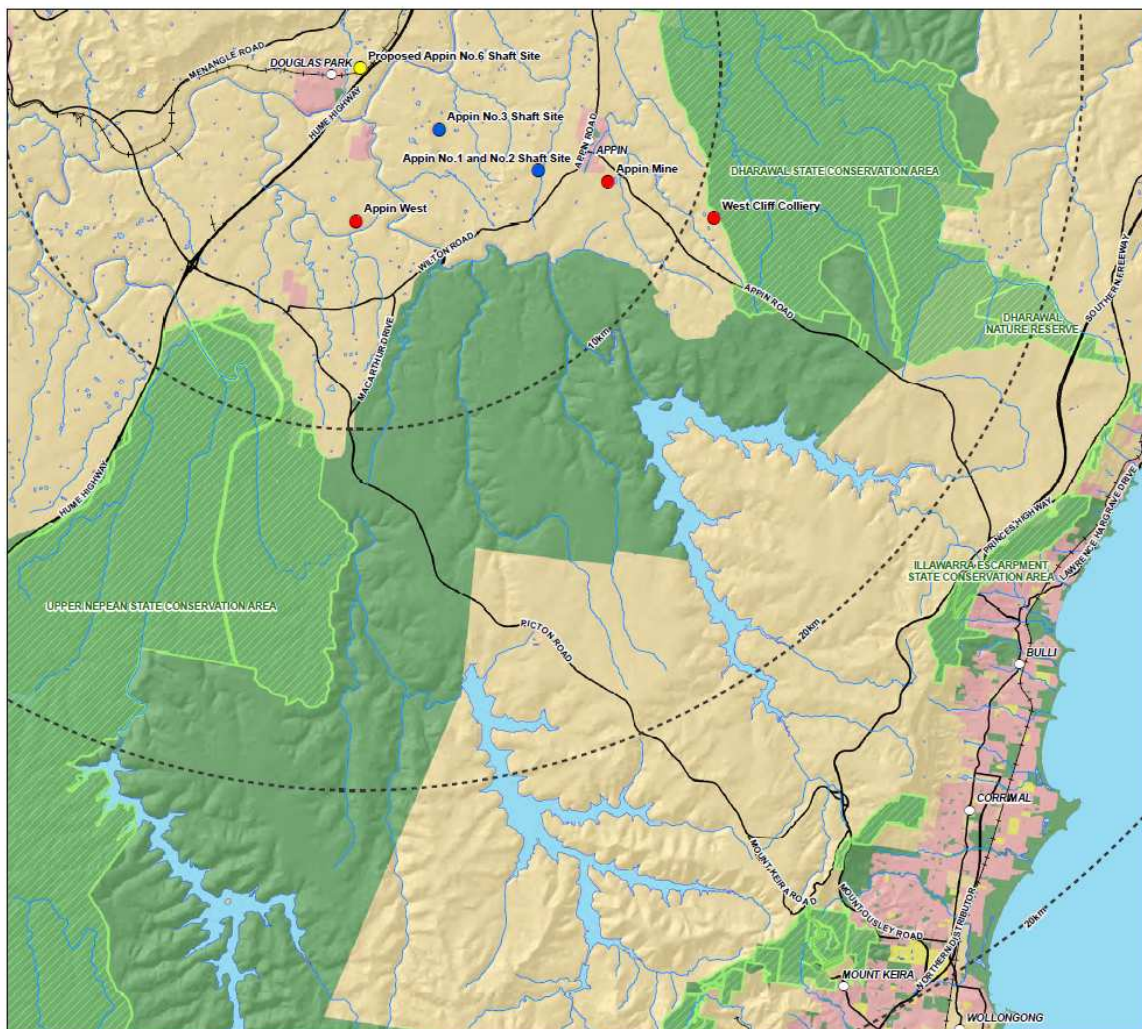 MENANGLE ROAD
DOUGLAS PARK
Proposed Appin No.6 Shaft Site
HUME HIGHWAY
Appin No.3 Shaft Site
APPIN ROAD
APPIN
Appin No.1 and No.2 Shaft Site
Appin Mine
DHARAWAL STATE CONSERVATION AREA
Appin West
West Cliff Colliery
WILTON ROAD
SOUTHERN FREEWAY
APPIN ROAD
DHARAWAL
NATURE RESERVE
MACARTHUR DRIVE
10km
HUME HIGHWAY
PRINCES HIGHWAY
LAWRENCE HARGRAVE DRIVE
ILLAWARRA ESCARPMENT
STATE CONSERVATION AREA
UPPER NEPEAN STATE CONSERVATION AREA
PICTON ROAD
20km
BULLI
CORRIMAL
MOUNT KEIRA ROAD
MOUNT OUSLEY ROAD
NORTHERN DISTRIBUTOR
20km
MOUNT KEIRA
WOLLONGONG